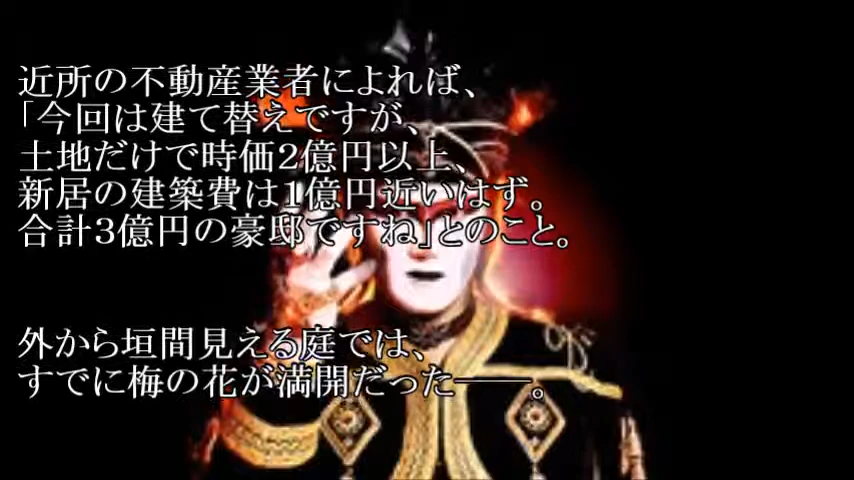 近所の不動産業者によれば、
「今回は建て替えですが、
土地だけで時価2億円以上、
新居の建築費は1億円近いはず。
合計3億円の豪邸ですね」とのこと。
外から垣間見える庭では、
すでに梅の花が満開だった――。